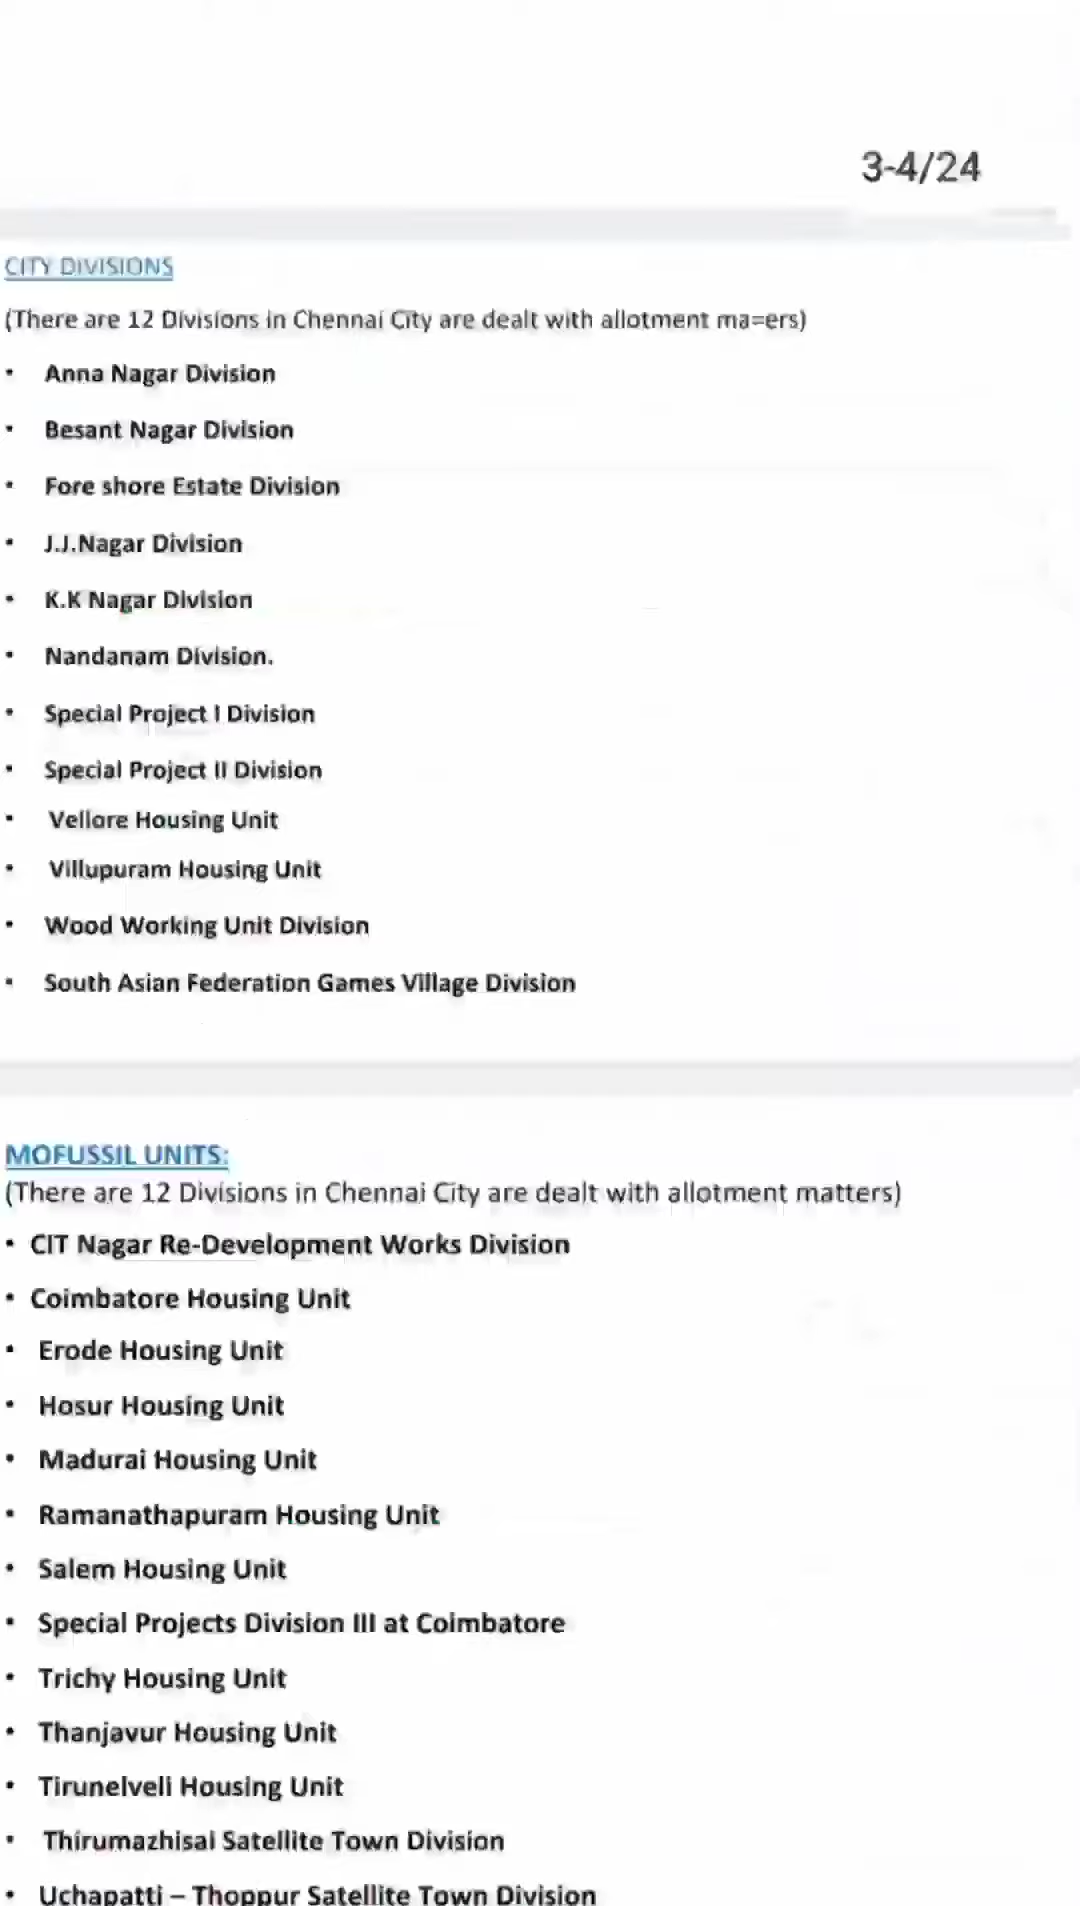 3-4/24
CITY DIVISIONS
(There are 12 Divisions in Chennai City are dealt with allotment ma=ers)
• Anna Nagar Division
• Besant Nagar Division
• Fore shore Estate Division
• J.J.Nagar Division
• K.K Nagar Division
• Nandanam Division.
• Special Project I Division
• Special Project II Division
• Vellore Housing Unit
• Villupuram Housing Unit
• Wood Working Unit Division
• South Asian Federation Games Village Division
MOFUSSIL UNITS:
(There are 12 Divisions in Chennai City are dealt with allotment matters)
• CIT Nagar Re-Development Works Division
• Coimbatore Housing Unit
• Erode Housing Unit
• Hosur Housing Unit
• Madurai Housing Unit
• Ramanathapuram Housing Unit
• Salem Housing Unit
• Special Projects Division III at Coimbatore
• Trichy Housing Unit
• Thanjavur Housing Unit
• Tirunelveli Housing Unit
• Thirumazhisai Satellite Town Division
• Uchapatti – Thoppur Satellite Town Division